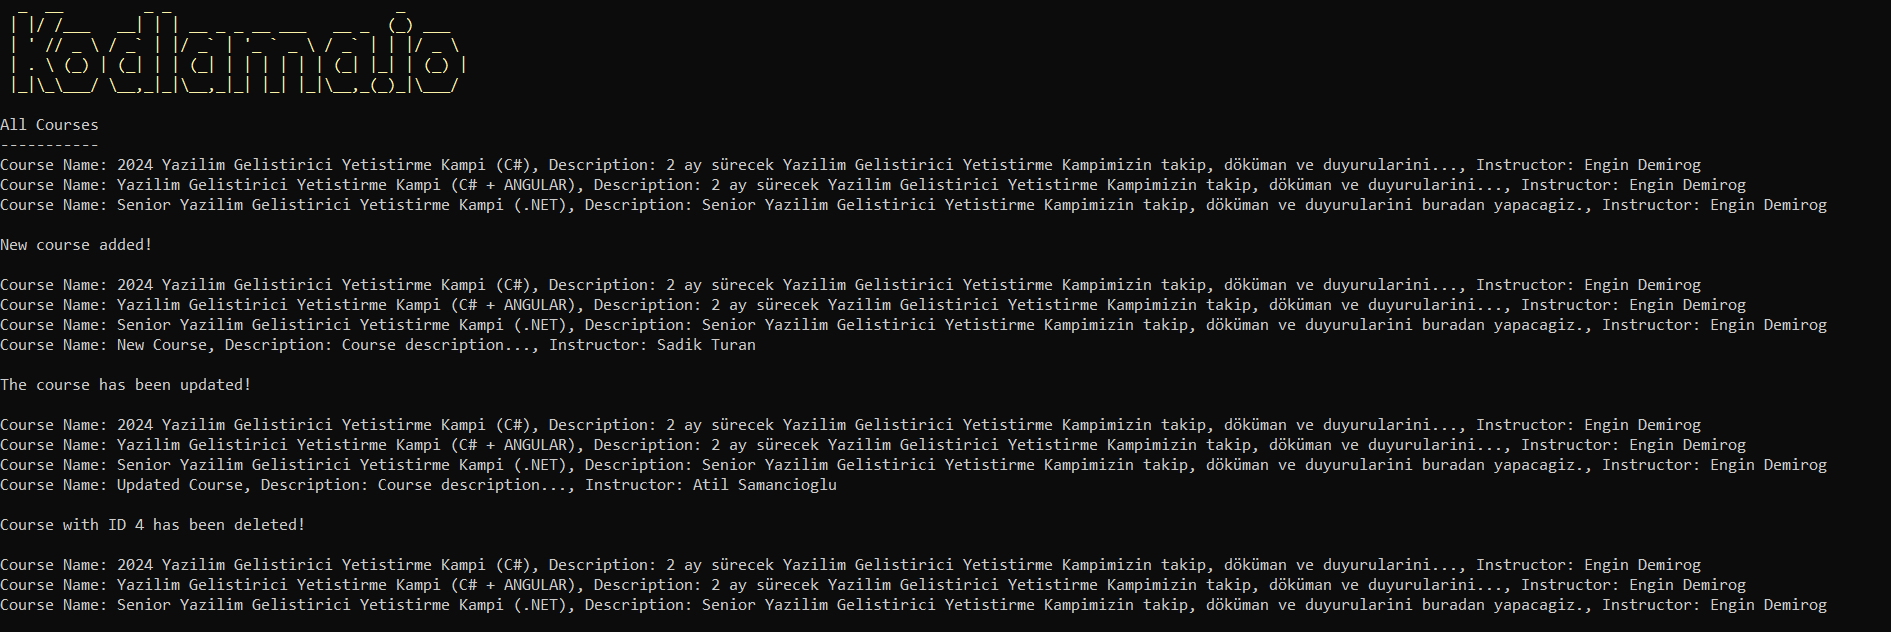 Kodlama.io
All Courses
-----------
Course Name: 2024 Yazilim Gelistirici Yetistirme Kampi (C#), Description: 2 ay sürecek Yazilim Gelistirici Yetistirme Kampimizin takip, döküman ve duyurularini..., Instructor: Engin Demirog
Course Name: Yazilim Gelistirici Yetistirme Kampi (C# + ANGULAR), Description: 2 ay sürecek Yazilim Gelistirici Yetistirme Kampimizin takip, döküman ve duyurularini..., Instructor: Engin Demirog
Course Name: Senior Yazilim Gelistirici Yetistirme Kampi (.NET), Description: Senior Yazilim Gelistirici Yetistirme Kampimizin takip, döküman ve duyurularini buradan yapacagiz., Instructor: Engin Demirog
New course added!
Course Name: 2024 Yazilim Gelistirici Yetistirme Kampi (C#), Description: 2 ay sürecek Yazilim Gelistirici Yetistirme Kampimizin takip, döküman ve duyurularini..., Instructor: Engin Demirog
Course Name: Yazilim Gelistirici Yetistirme Kampi (C# + ANGULAR), Description: 2 ay sürecek Yazilim Gelistirici Yetistirme Kampimizin takip, döküman ve duyurularini..., Instructor: Engin Demirog
Course Name: Senior Yazilim Gelistirici Yetistirme Kampi (.NET), Description: Senior Yazilim Gelistirici Yetistirme Kampimizin takip, döküman ve duyurularini buradan yapacagiz., Instructor: Engin Demirog
Course Name: New Course, Description: Course description..., Instructor: Sadik Turan
The course has been updated!
Course Name: 2024 Yazilim Gelistirici Yetistirme Kampi (C#), Description: 2 ay sürecek Yazilim Gelistirici Yetistirme Kampimizin takip, döküman ve duyurularini..., Instructor: Engin Demirog
Course Name: Yazilim Gelistirici Yetistirme Kampi (C# + ANGULAR), Description: 2 ay sürecek Yazilim Gelistirici Yetistirme Kampimizin takip, döküman ve duyurularini..., Instructor: Engin Demirog
Course Name: Senior Yazilim Gelistirici Yetistirme Kampi (.NET), Description: Senior Yazilim Gelistirici Yetistirme Kampimizin takip, döküman ve duyurularini buradan yapacagiz., Instructor: Engin Demirog
Course Name: Updated Course, Description: Course description..., Instructor: Atil Samancioglu
Course with ID 4 has been deleted!
Course Name: 2024 Yazilim Gelistirici Yetistirme Kampi (C#), Description: 2 ay sürecek Yazilim Gelistirici Yetistirme Kampimizin takip, döküman ve duyurularini..., Instructor: Engin Demirog
Course Name: Yazilim Gelistirici Yetistirme Kampi (C# + ANGULAR), Description: 2 ay sürecek Yazilim Gelistirici Yetistirme Kampimizin takip, döküman ve duyurularini..., Instructor: Engin Demirog
Course Name: Senior Yazilim Gelistirici Yetistirme Kampi (.NET), Description: Senior Yazilim Gelistirici Yetistirme Kampimizin takip, döküman ve duyurularini buradan yapacagiz., Instructor: Engin Demirog